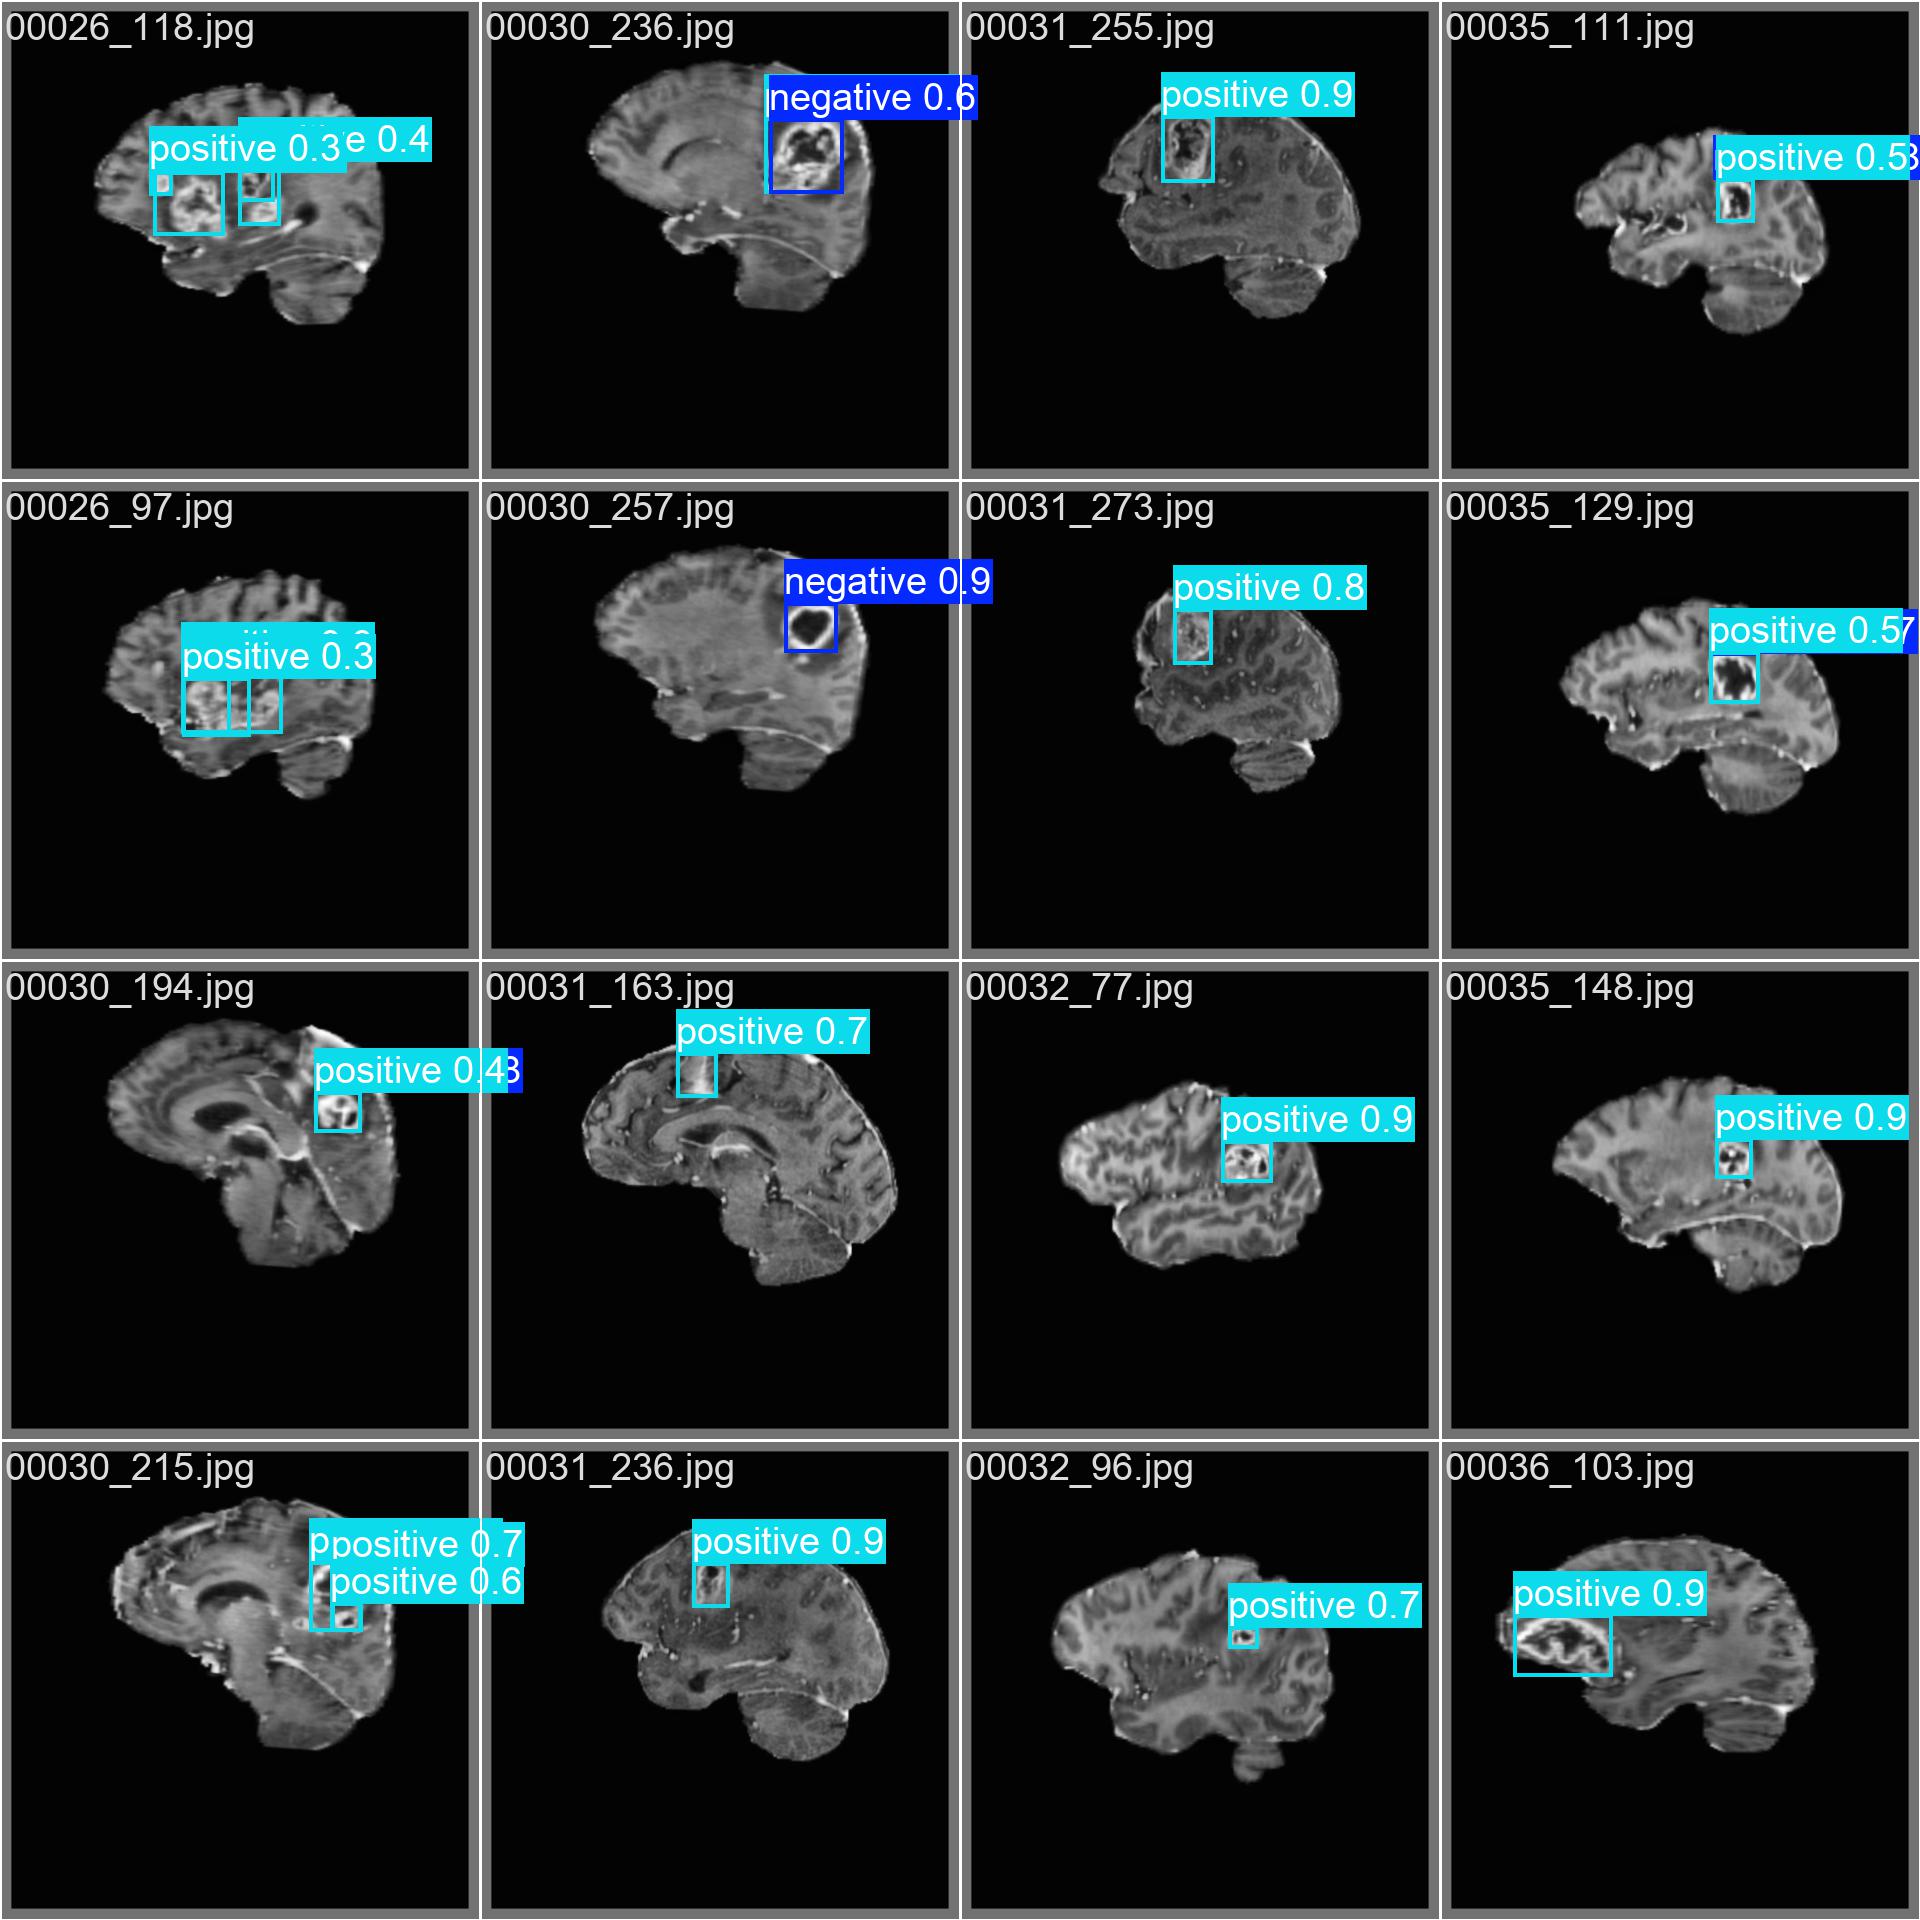 00026_118.jpg
positive 0.3
e 0.4
00030_236.jpg
negative 0.6
00031_255.jpg
positive 0.9
00035_111.jpg
positive 0.5
00026_97.jpg
positive 0.3
00030_257.jpg
negative 0.9
00031_273.jpg
positive 0.8
00035_129.jpg
positive 0.5
7
00030_194.jpg
positive 0.4
00031_163.jpg
positive 0.7
00032_77.jpg
positive 0.9
00035_148.jpg
positive 0.9
00030_215.jpg
p
positive 0.7
positive 0.6
00031_236.jpg
positive 0.9
00032_96.jpg
positive 0.7
00036_103.jpg
positive 0.9